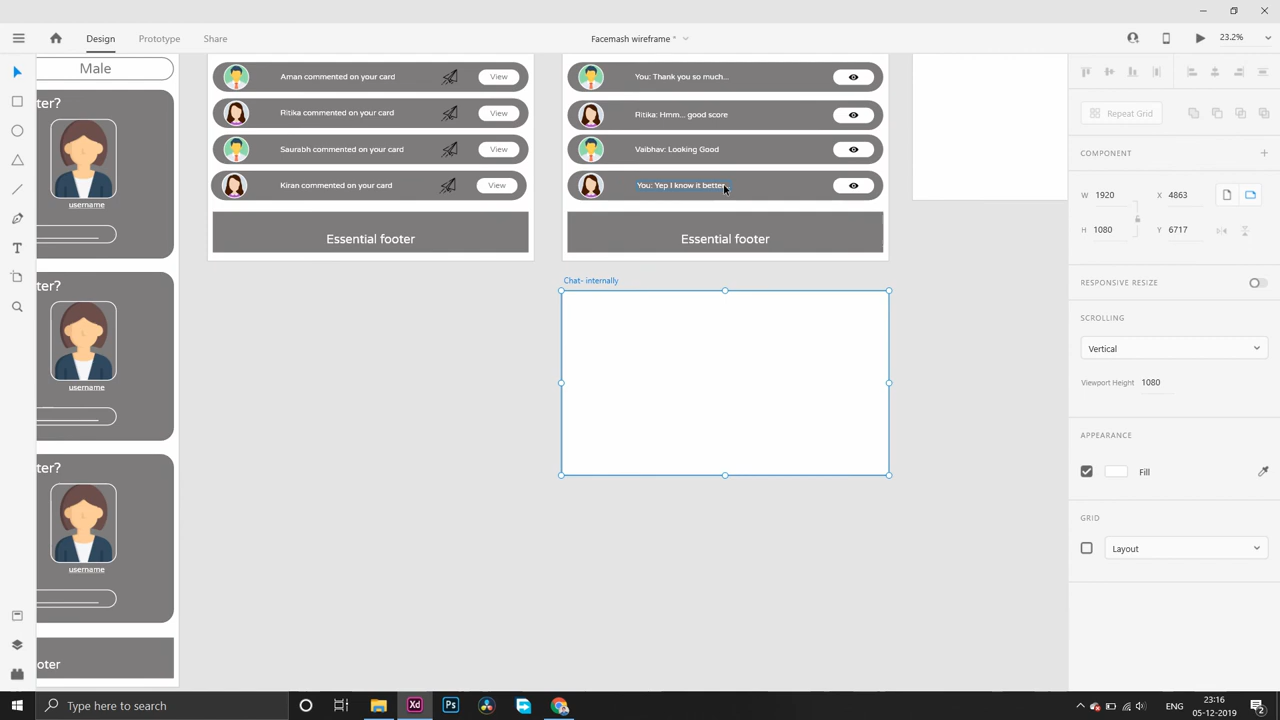 Design
Prototype
Share
Facemash wireframe *
23.2%
Male
ter?
username
ter?
username
ter?
username
oter
Aman commented on your card
View
Ritika commented on your card
View
Saurabh commented on your card
View
Kiran commented on your card
View
Essential footer
You: Thank you so much...
Ritika: Hmm... good score
Vaibhav: Looking Good
You: Yep I know it better
Essential footer
Chat- internally
Repeat Grid
COMPONENT
W 1920 X 4863
H 1080 Y 6717
RESPONSIVE RESIZE
SCROLLING
Vertical
Viewport Height 1080
APPEARANCE
Fill
GRID
Layout
Type here to search
Xd
Ps
ENG
23:16
05-12-2019
2